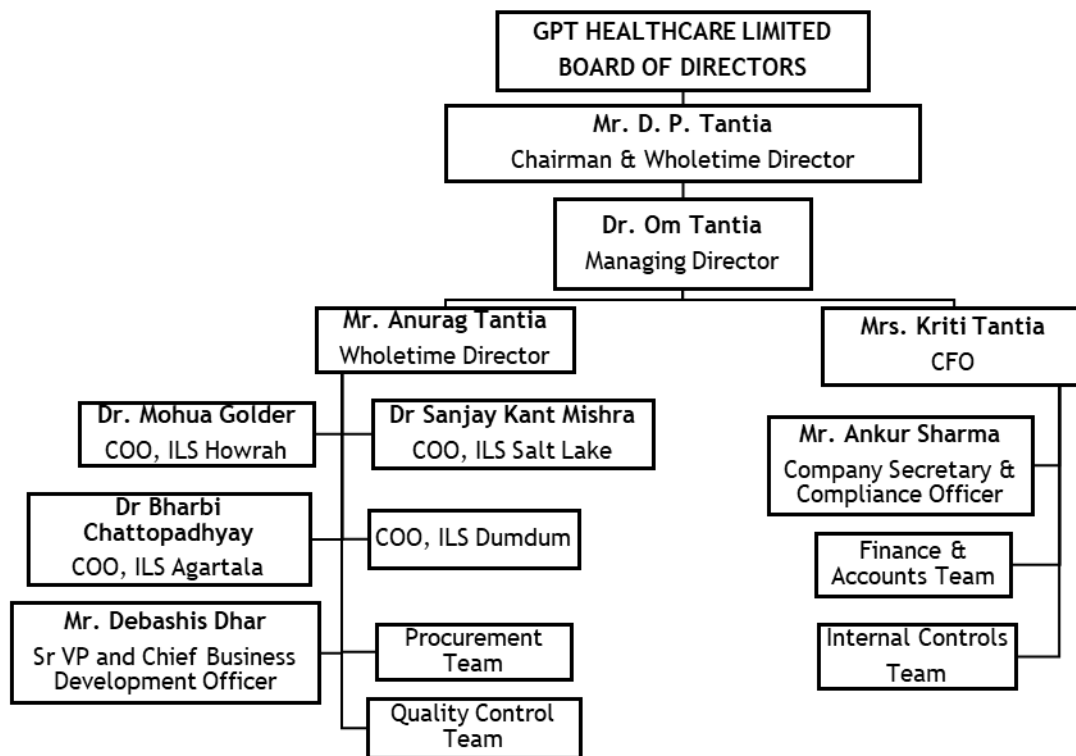 GPT HEALTHCARE LIMITED
BOARD OF DIRECTORS
Mr. D. P. Tantia
Chairman & Wholetime Director
Dr. Om Tantia
Managing Director
Mr. Anurag Tantia
Wholetime Director
Mrs. Kriti Tantia
CFO
Dr. Mohua Golder
COO, ILS Howrah
Dr Sanjay Kant Mishra
COO, ILS Salt Lake
Mr. Ankur Sharma
Company Secretary &
Compliance Officer
Dr Bharbi
Chattopadhyay
COO, ILS Agartala
COO, ILS Dumdum
Finance &
Accounts Team
Mr. Debashis Dhar
Sr VP and Chief Business
Development Officer
Procurement
Team
Internal Controls
Team
Quality Control
Team